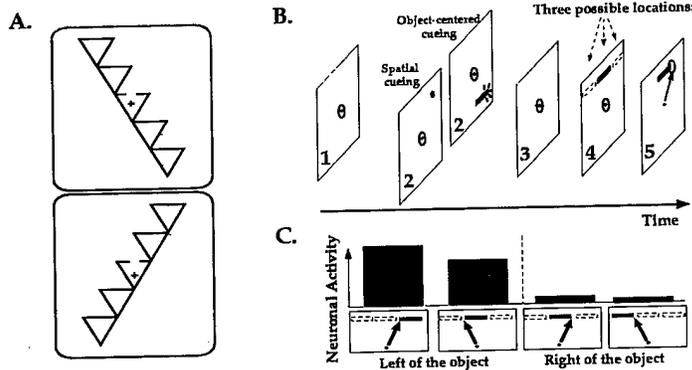 A.
B.
Object-centered
cueing
Spatial
cueing
Three possible locations:
1
2
2
3
4
5
Time
C.
Neuronal Activity
Left of the object
Right of the object